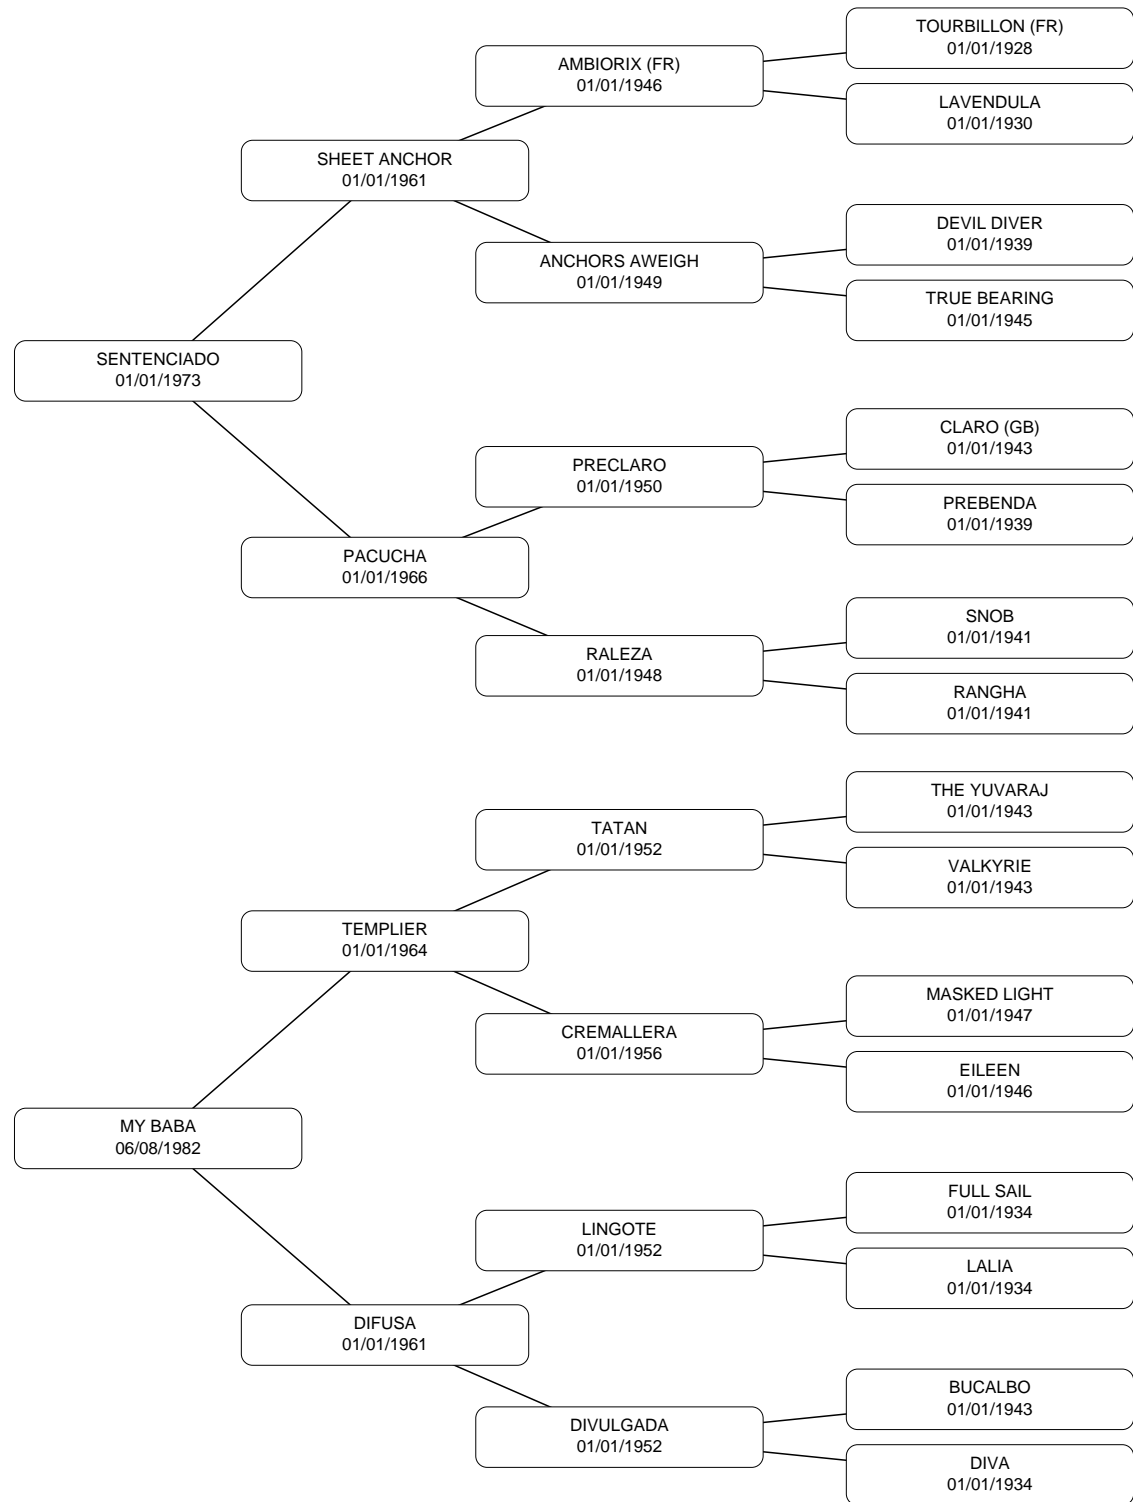 TOURBILLON (FR)
01/01/1928
AMBIORIX (FR)
01/01/1946
LAVENDULA
01/01/1930
SHEET ANCHOR
01/01/1961
DEVIL DIVER
01/01/1939
ANCHORS AWEIGH
01/01/1949
TRUE BEARING
01/01/1945
SENTENCIADO
01/01/1973
CLARO (GB)
01/01/1943
PRECLARO
01/01/1950
PREBENDA
01/01/1939
PACUCHA
01/01/1966
SNOB
01/01/1941
RALEZA
01/01/1948
RANGHA
01/01/1941
THE YUVARAJ
01/01/1943
TATAN
01/01/1952
VALKYRIE
01/01/1943
TEMPLIER
01/01/1964
MASKED LIGHT
01/01/1947
CREMALLERA
01/01/1956
EILEEN
01/01/1946
MY BABA
06/08/1982
FULL SAIL
01/01/1934
LINGOTE
01/01/1952
LALIA
01/01/1934
DIFUSA
01/01/1961
BUCALBO
01/01/1943
DIVULGADA
01/01/1952
DIVA
01/01/1934